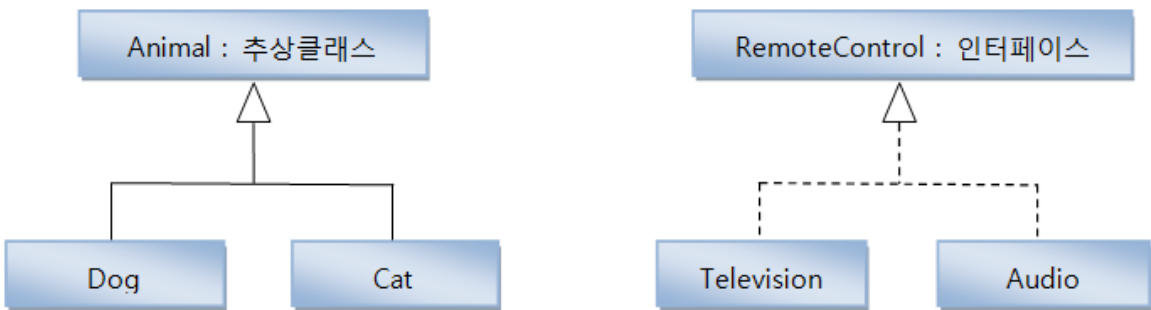 Animal : 추상클래스
RemoteControl : 인터페이스
Dog
Cat
Television
Audio